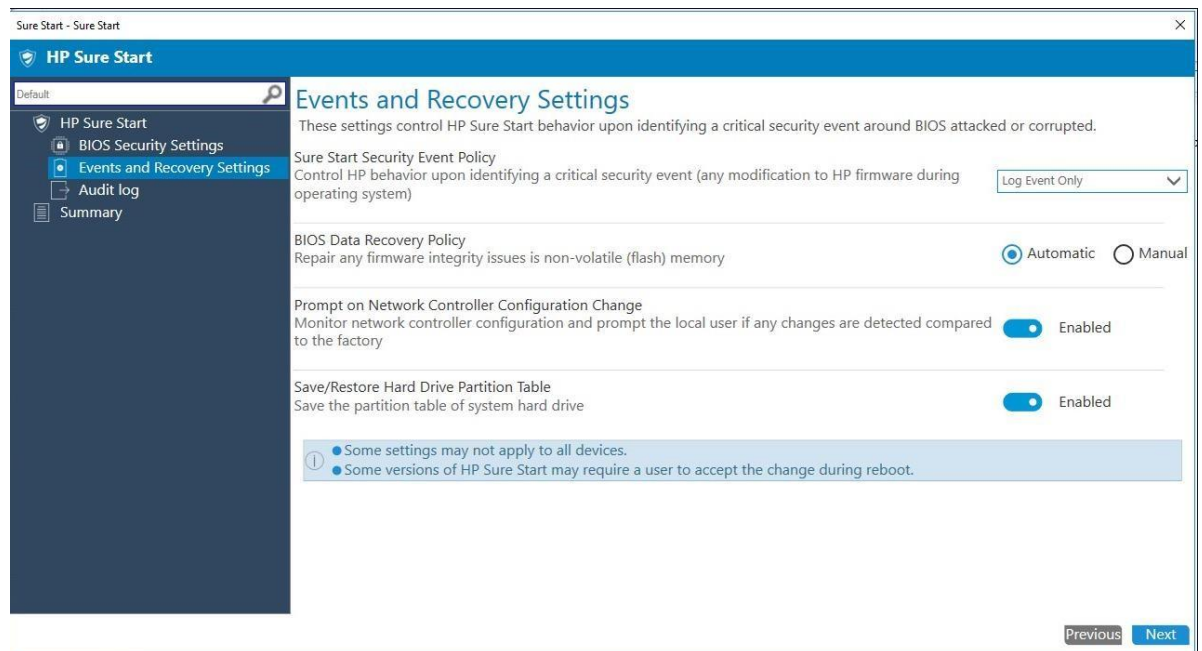 Sure Start - Sure Start
HP Sure Start
Default
HP Sure Start
BIOS Security Settings
Events and Recovery Settings
Audit log
Summary
Events and Recovery Settings
These settings control HP Sure Start behavior upon identifying a critical security event around BIOS attacked or corrupted.
Sure Start Security Event Policy
Control HP behavior upon identifying a critical security event (any modification to HP firmware during
operating system)
Log Event Only
BIOS Data Recovery Policy
Repair any firmware integrity issues is non-volatile (flash) memory
Automatic Manual
Prompt on Network Controller Configuration Change
Monitor network controller configuration and prompt the local user if any changes are detected compared
to the factory
Enabled
Save/Restore Hard Drive Partition Table
Save the partition table of system hard drive
Enabled
Some settings may not apply to all devices.
Some versions of HP Sure Start may require a user to accept the change during reboot.
Previous Next